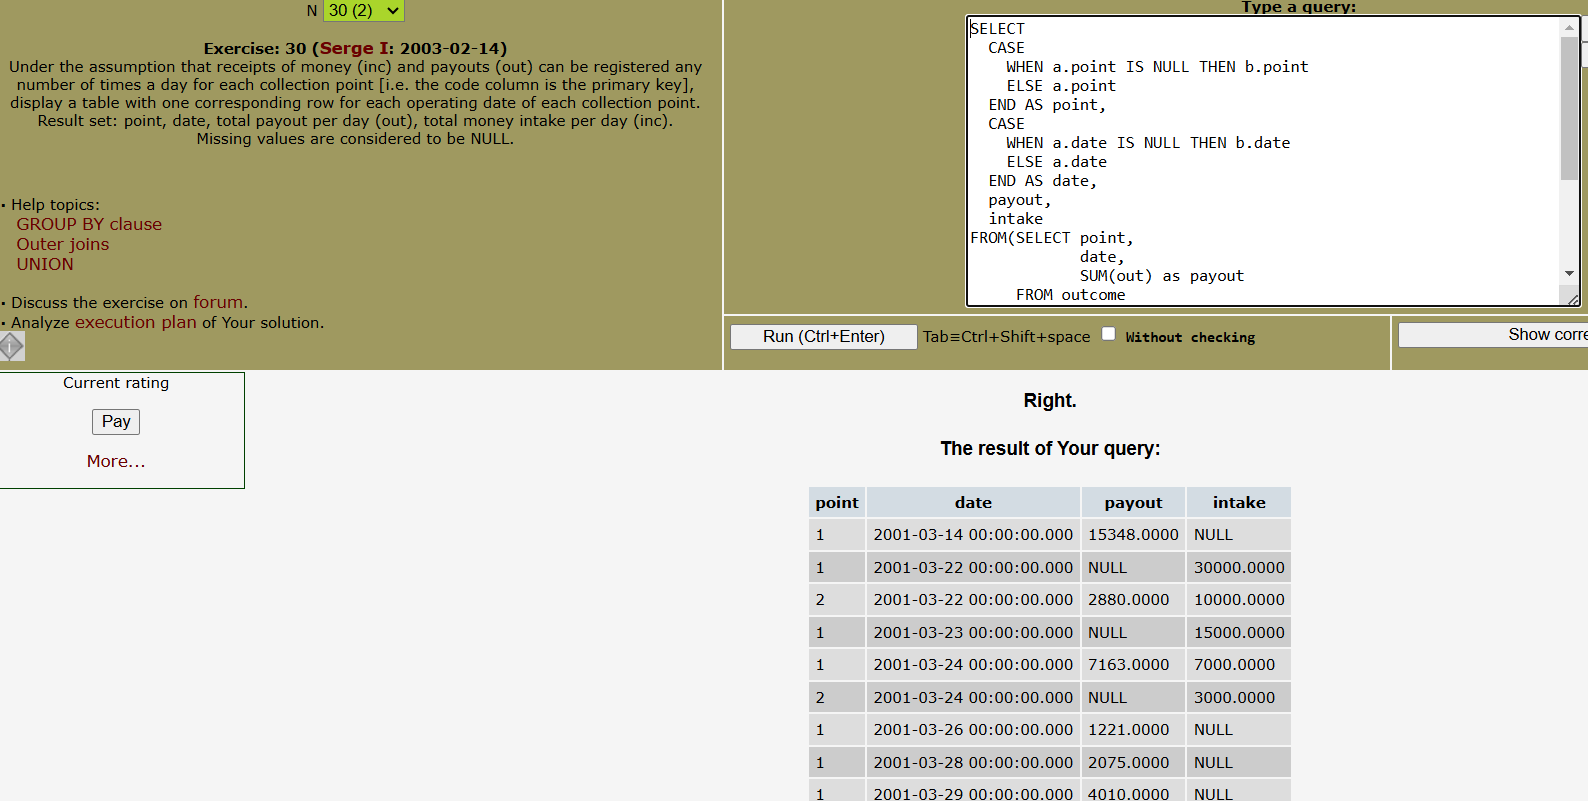 N 30 (2)
Exercise: 30 (Serge I: 2003-02-14)
Under the assumption that receipts of money (inc) and payouts (out) can be registered any
number of times a day for each collection point [i.e. the code column is the primary key],
display a table with one corresponding row for each operating date of each collection point.
Result set: point, date, total payout per day (out), total money intake per day (inc).
Missing values are considered to be NULL.
• Help topics:
GROUP BY clause
Outer joins
UNION
• Discuss the exercise on forum.
• Analyze execution plan of Your solution.
Type a query:
SELECT
CASE
WHEN a.point IS NULL THEN b.point
ELSE a.point
END AS point,
CASE
WHEN a.date IS NULL THEN b.date
ELSE a.date
END AS date,
payout,
intake
FROM(SELECT point,
date,
SUM(out) as payout
FROM outcome
Run (Ctrl+Enter) Tab≡Ctrl+Shift+space Without checking
Show corre
Current rating
Pay
More...
Right.
The result of Your query:
point date payout intake
1 2001-03-14 00:00:00.000 15348.0000 NULL
1 2001-03-22 00:00:00.000 NULL 30000.0000
2 2001-03-22 00:00:00.000 2880.0000 10000.0000
1 2001-03-23 00:00:00.000 NULL 15000.0000
1 2001-03-24 00:00:00.000 7163.0000 7000.0000
2 2001-03-24 00:00:00.000 NULL 3000.0000
1 2001-03-26 00:00:00.000 1221.0000 NULL
1 2001-03-28 00:00:00.000 2075.0000 NULL
1 2001-03-29 00:00:00.000 4010.0000 NULL